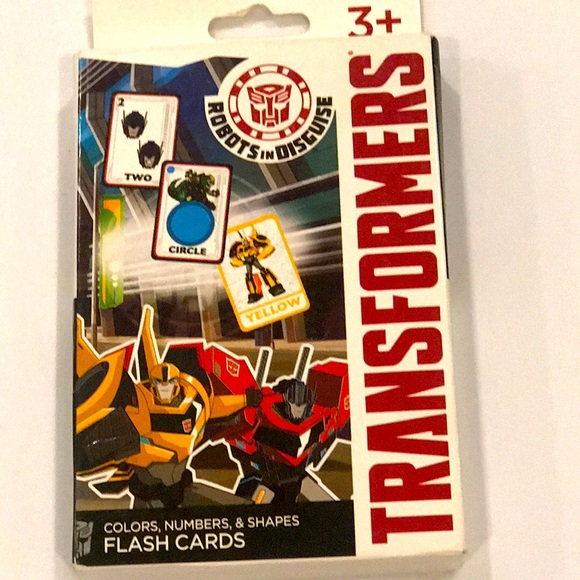 3+
ROBOTS IN DISGUISE
TRANSFORMERS
2
TWO
CIRCLE
YELLOW
COLORS, NUMBERS, & SHAPES
FLASH CARDS